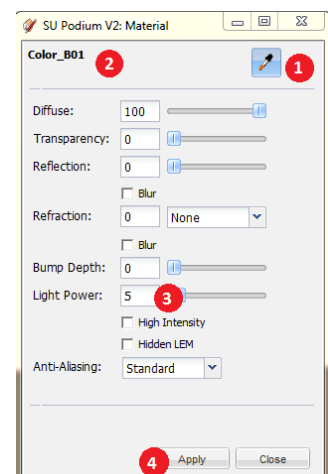 SU Podium V2: Material
Color_B01 2
1
Diffuse: 100
Transparency: 0
Reflection: 0
Blur
Refraction: 0 None
Blur
Bump Depth: 0
Light Power: 5 3
High Intensity
Hidden LEM
Anti-Aliasing: Standard
4 Apply Close